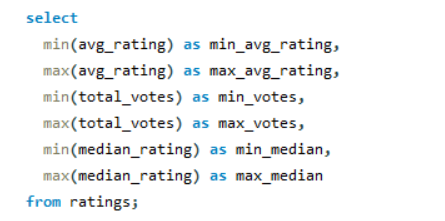 select
min(avg_rating) as min_avg_rating,
max(avg_rating) as max_avg_rating,
min(total_votes) as min_votes,
max(total_votes) as max_votes,
min(median_rating) as min_median,
max(median_rating) as max_median
from ratings;